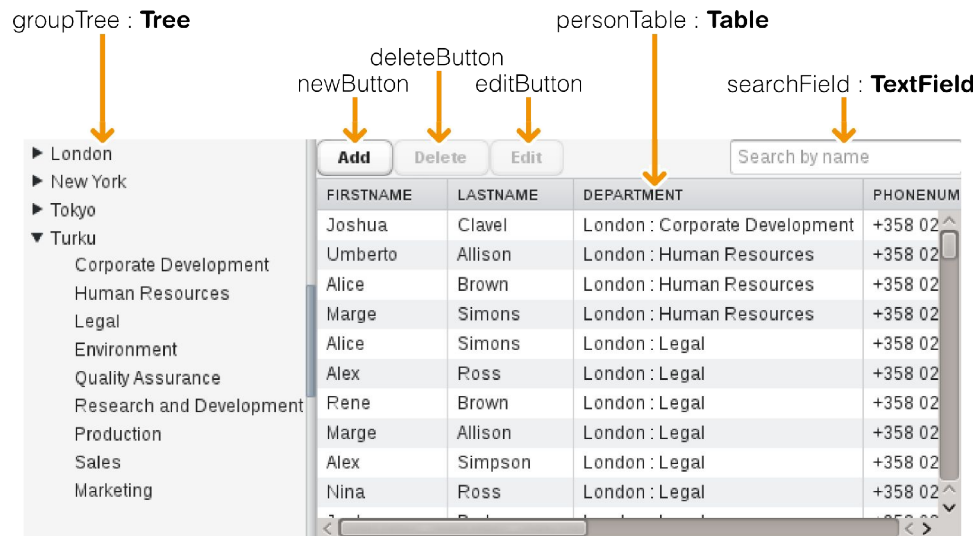 groupTree : Tree
personTable : Table
deleteButton
newButton
editButton
searchField : TextField
London
New York
Tokyo
Turku
Corporate Development
Human Resources
Legal
Environment
Quality Assurance
Research and Development
Production
Sales
Marketing
Add Delete Edit Search by name
FIRSTNAME LASTNAME DEPARTMENT PHONENUM
Joshua Clavel London : Corporate Development +358 02
Umberto Allison London : Human Resources +358 02
Alice Brown London : Human Resources +358 02
Marge Simons London : Human Resources +358 02
Alice Simons London : Legal +358 02
Alex Ross London : Legal +358 02
Rene Brown London : Legal +358 02
Marge Allison London : Legal +358 02
Alex Simpson London : Legal +358 02
Nina Ross London : Legal +358 02